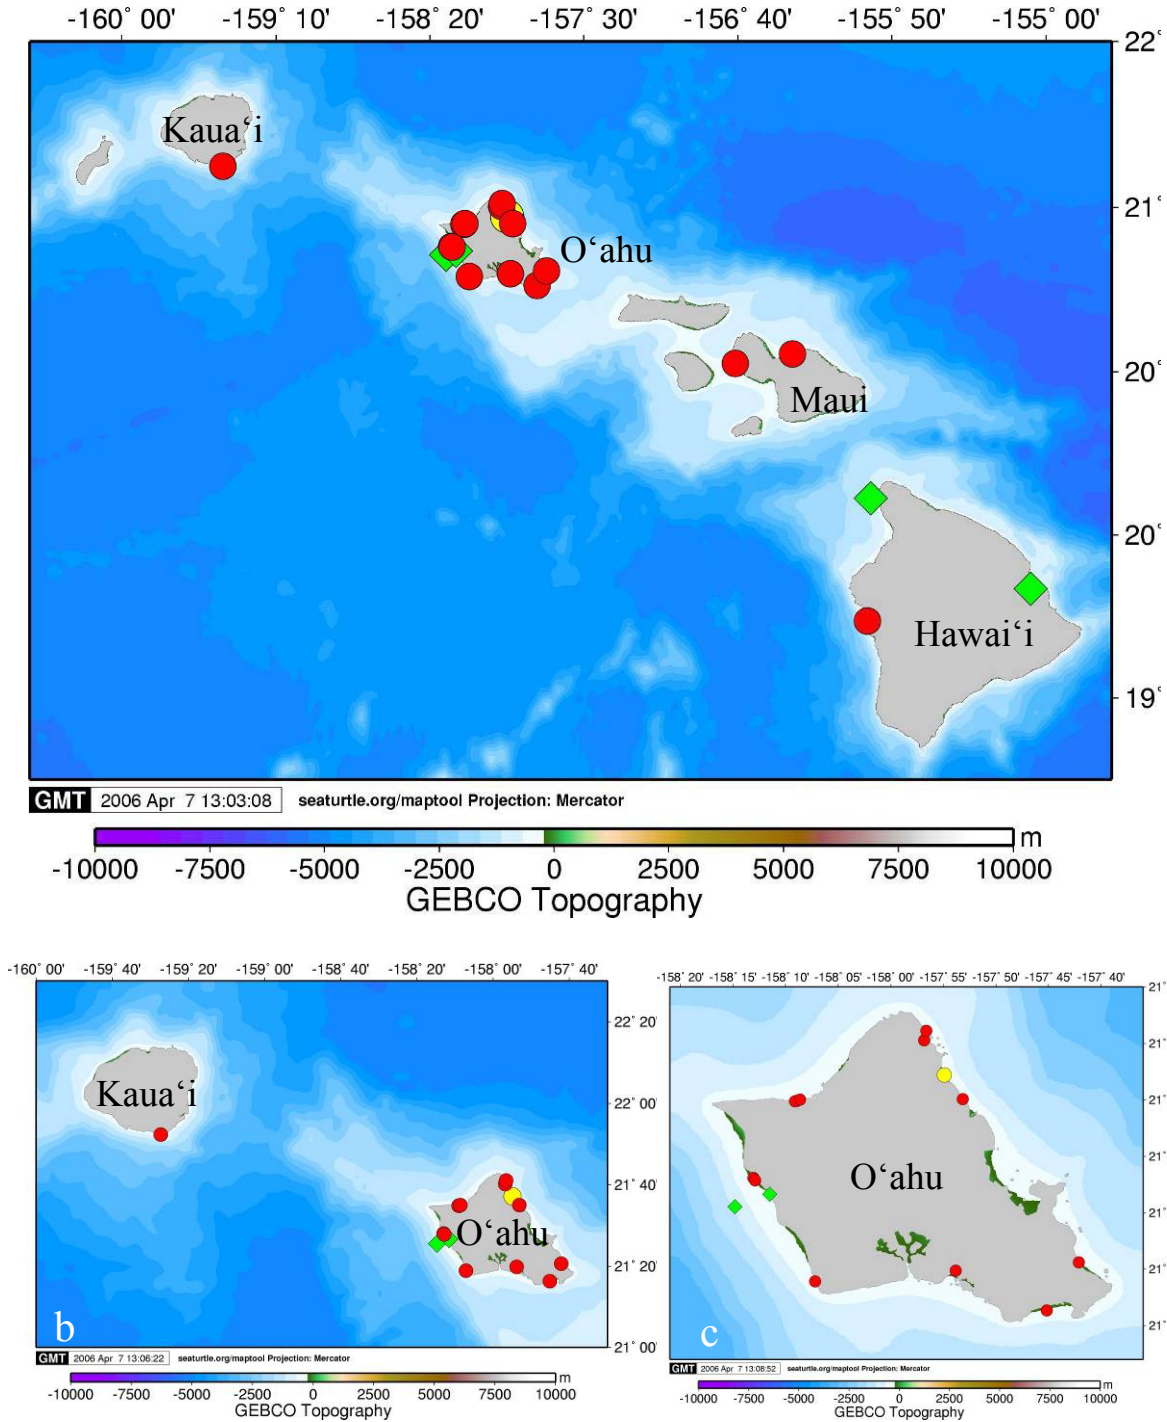 -160° 00' -159° 10' -158° 20' -157° 30' -156° 40' -155° 50' -155° 00'
22°
Kaua‘i
21°
O‘ahu
20°
Maui
20°
Hawai‘i
19°
GMT 2006 Apr 7 13:03:08 seaturtle.org/maptool Projection: Mercator
m
-10000 -7500 -5000 -2500 0 2500 5000 7500 10000
GEBCO Topography
-160° 00' -159° 40' -159° 20' -159° 00' -158° 40' -158° 20' -158° 00' -157° 40'
22° 20'
Kaua‘i
22° 00'
21° 40'
O‘ahu
21° 20'
b
21° 00'
GMT 2006 Apr 7 13:06:22 seaturtle.org/maptool Projection: Mercator
m
-10000 -7500 -5000 -2500 0 2500 5000 7500 10000
GEBCO Topography
-158° 20' -158° 15' -158° 10' -158° 05' -158° 00' -157° 55' -157° 50' -157° 45' -157° 40'
21°
21°
21°
21°
O‘ahu
21°
21°
21°
c
GMT 2006 Apr 7 13:08:52 seaturtle.org/maptool Projection: Mercator
m
-10000 -7500 -5000 -2500 0 2500 5000 7500 10000
GEBCO Topography